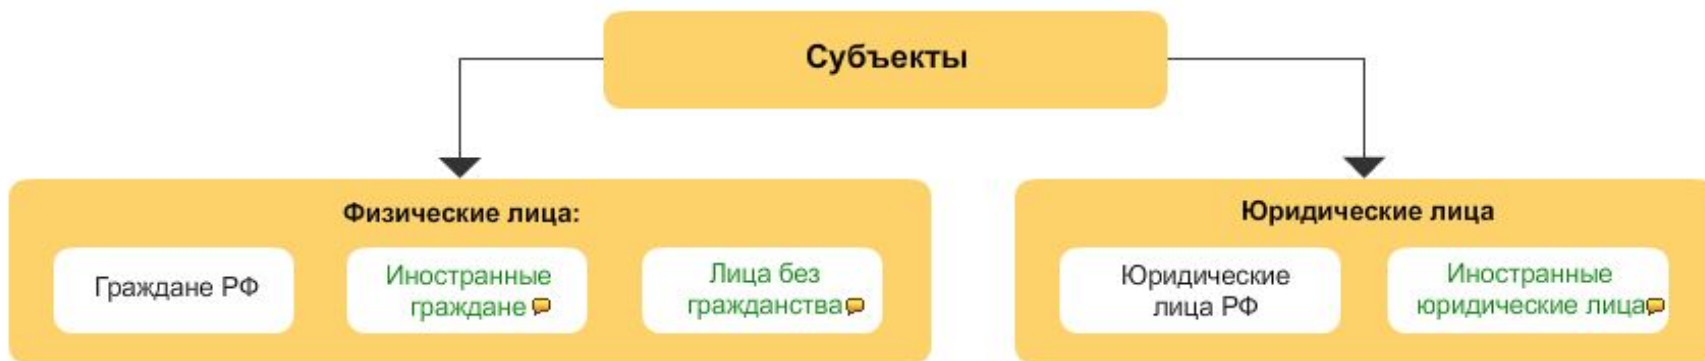 Субъекты
Физические лица:
Граждане РФ
Иностранные
граждане
Лица без
гражданства
Юридические лица
Юридические
лица РФ
Иностранные
юридические лица